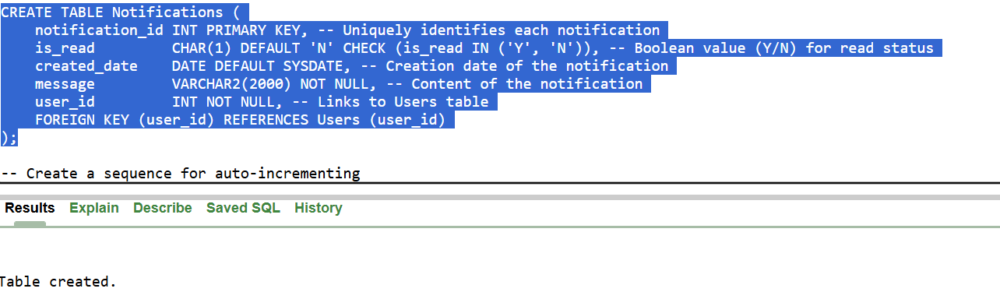 CREATE TABLE Notifications (
    notification_id INT PRIMARY KEY, -- Uniquely identifies each notification
    is_read         CHAR(1) DEFAULT 'N' CHECK (is_read IN ('Y', 'N')), -- Boolean value (Y/N) for read status
    created_date    DATE DEFAULT SYSDATE, -- Creation date of the notification
    message         VARCHAR2(2000) NOT NULL, -- Content of the notification
    user_id         INT NOT NULL, -- Links to Users table
    FOREIGN KEY (user_id) REFERENCES Users (user_id)
);
-- Create a sequence for auto-incrementing
Results Explain Describe Saved SQL History
Table created.